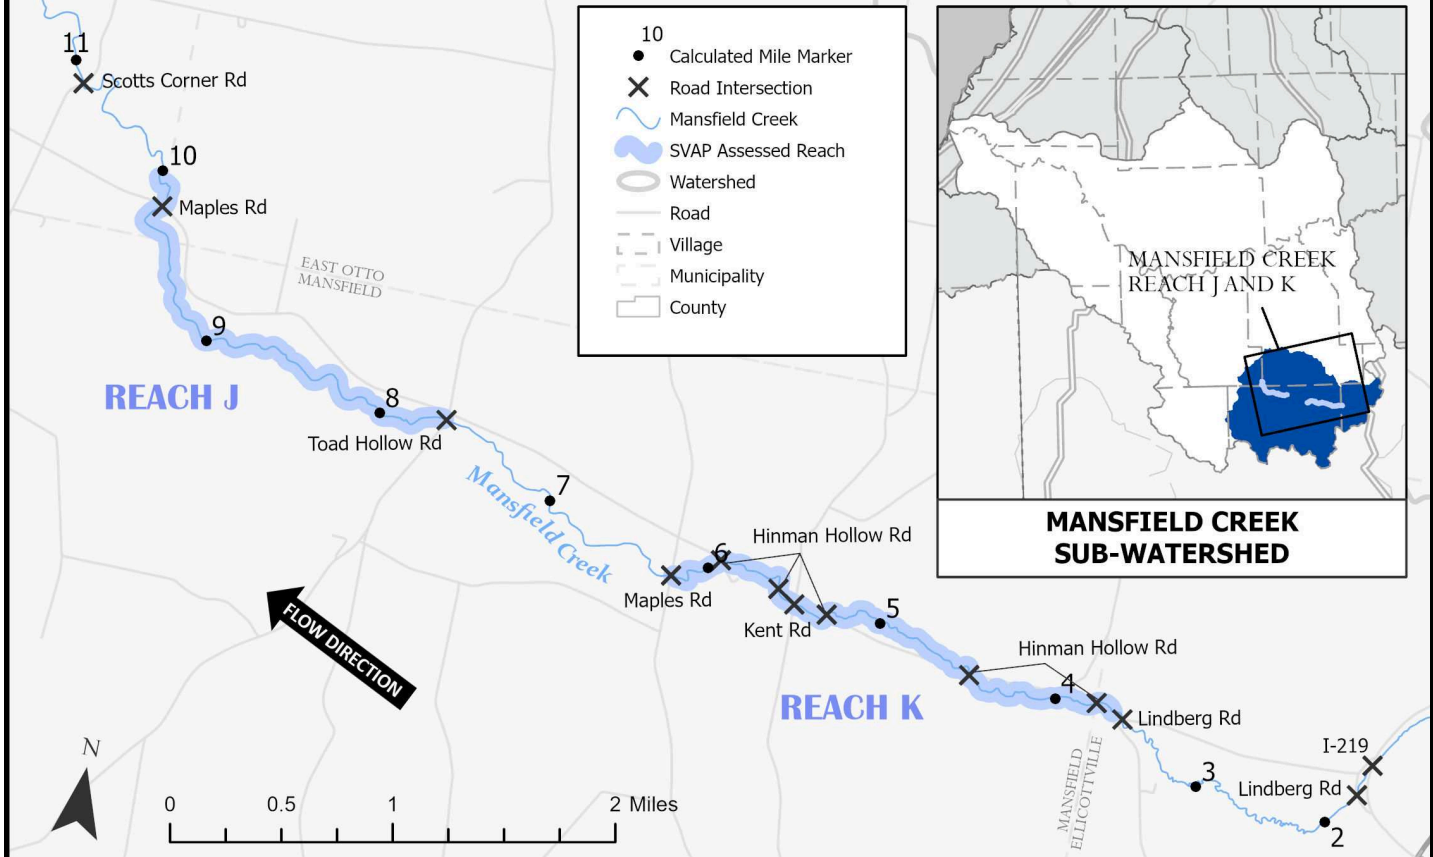 11
Scotts Corner Rd
10
Maples Rd
EAST OTTO
MANSFIELD
9
REACH J
8
Toad Hollow Rd
Mansfield Creek
7
Hinman Hollow Rd
6
Maples Rd
Kent Rd
5
Hinman Hollow Rd
4
REACH K
Lindberg Rd
MANSFIELD
ELLICOTTVILLE
3
I-219
Lindberg Rd
2
FLOW DIRECTION
N
0 0.5 1 2 Miles
10
Calculated Mile Marker
Road Intersection
Mansfield Creek
SVAP Assessed Reach
Watershed
Road
Village
Municipality
County
MANSFIELD CREEK
REACH J AND K
MANSFIELD CREEK
SUB-WATERSHED